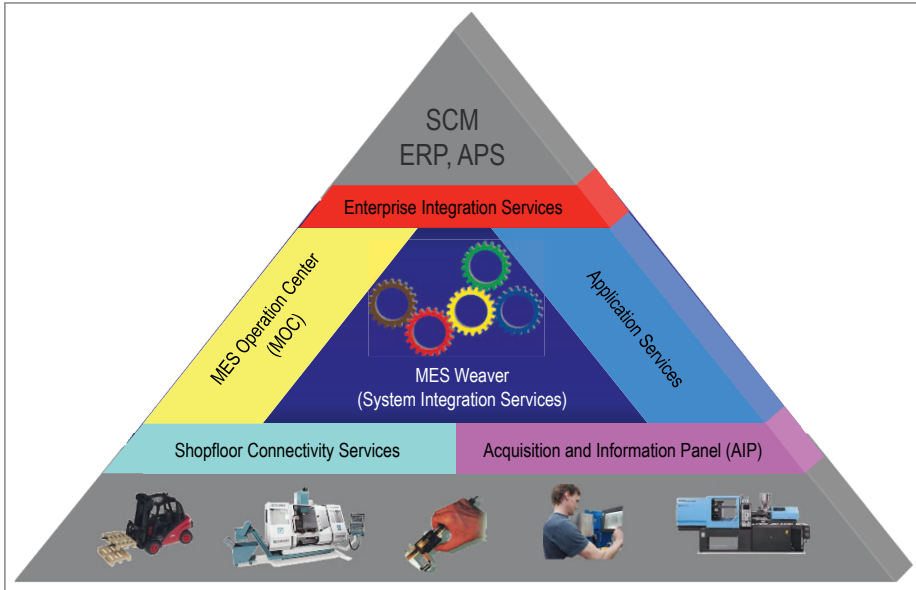 SCM
ERP, APS
Enterprise Integration Services
MES Operation Center
(MOC)
Application Services
MES Weaver
(System Integration Services)
Shopfloor Connectivity Services
Acquisition and Information Panel (AIP)